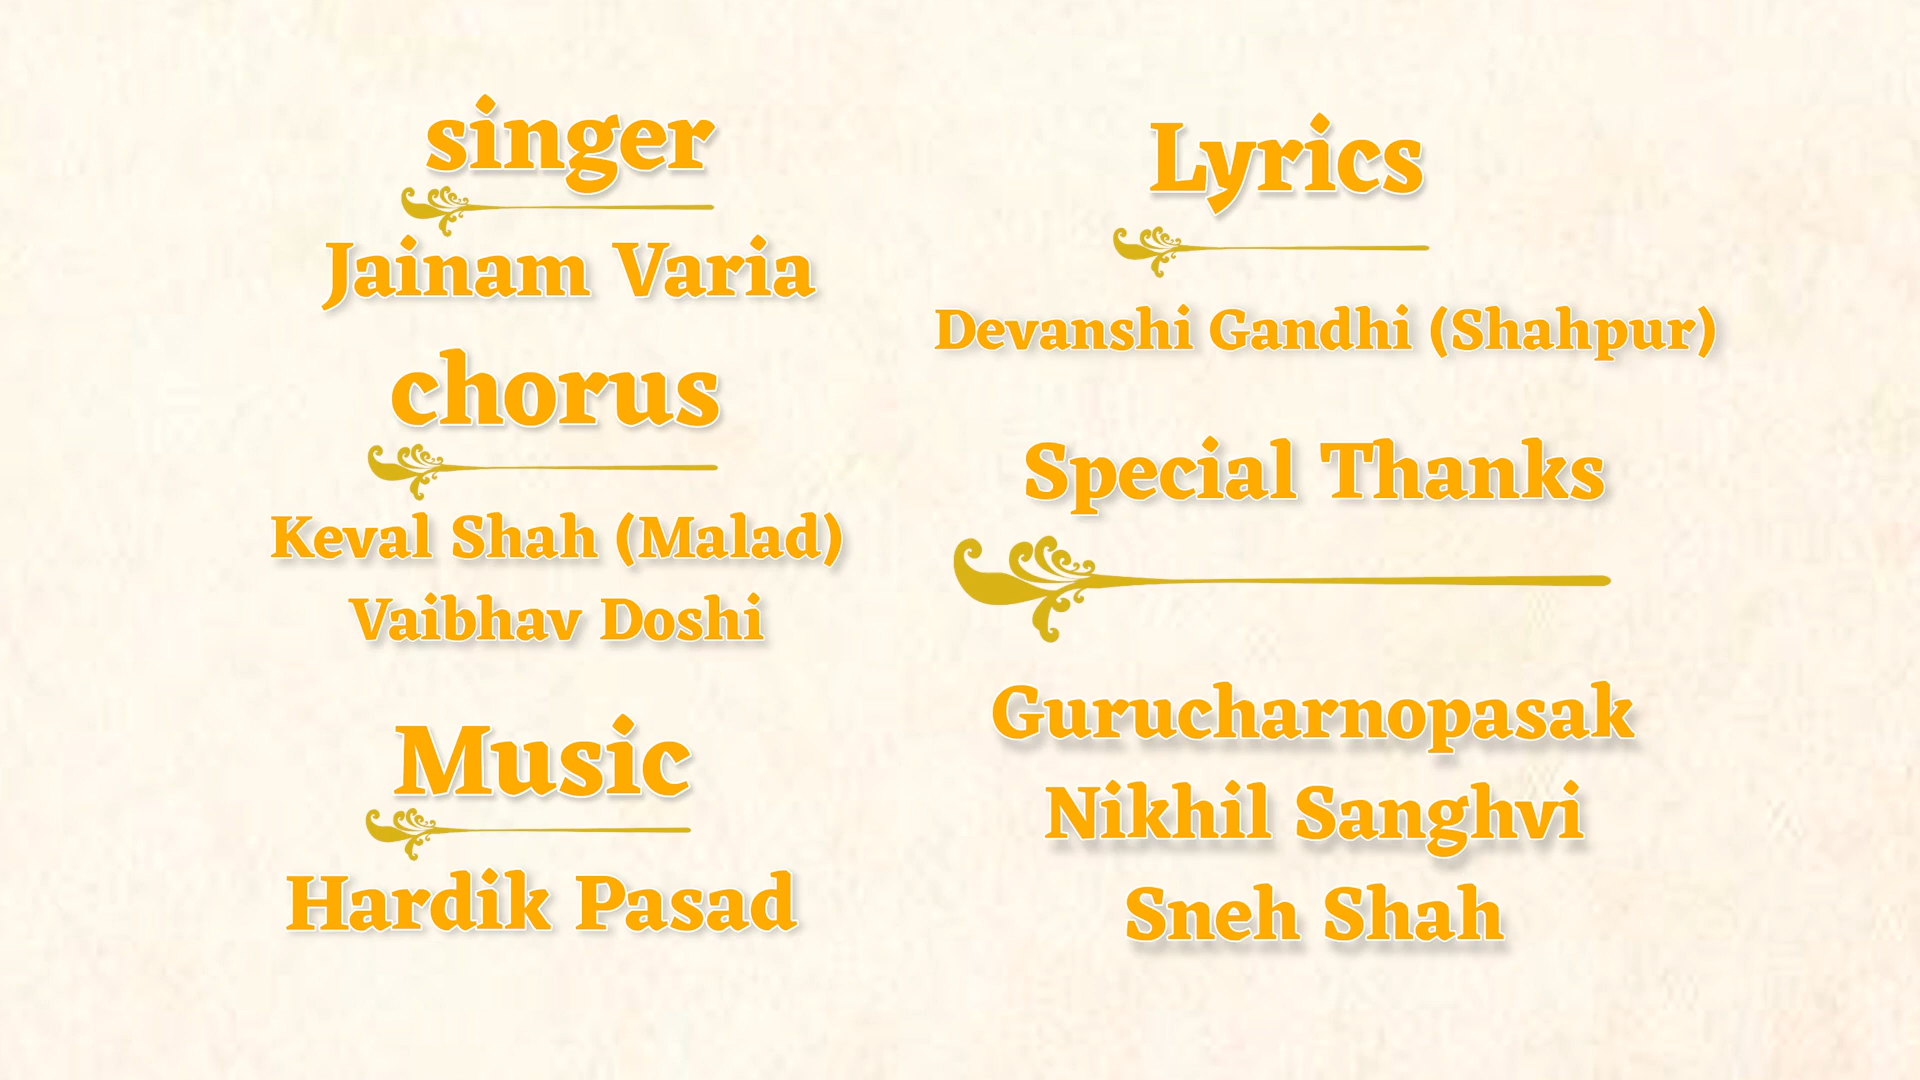 singer
Jainam Varia
chorus
Keval Shah (Malad)
Vaibhav Doshi
Music
Hardik Pasad
Lyrics
Devanshi Gandhi (Shahpur)
Special Thanks
Gurucharnopasak
Nikhil Sanghvi
Sneh Shah